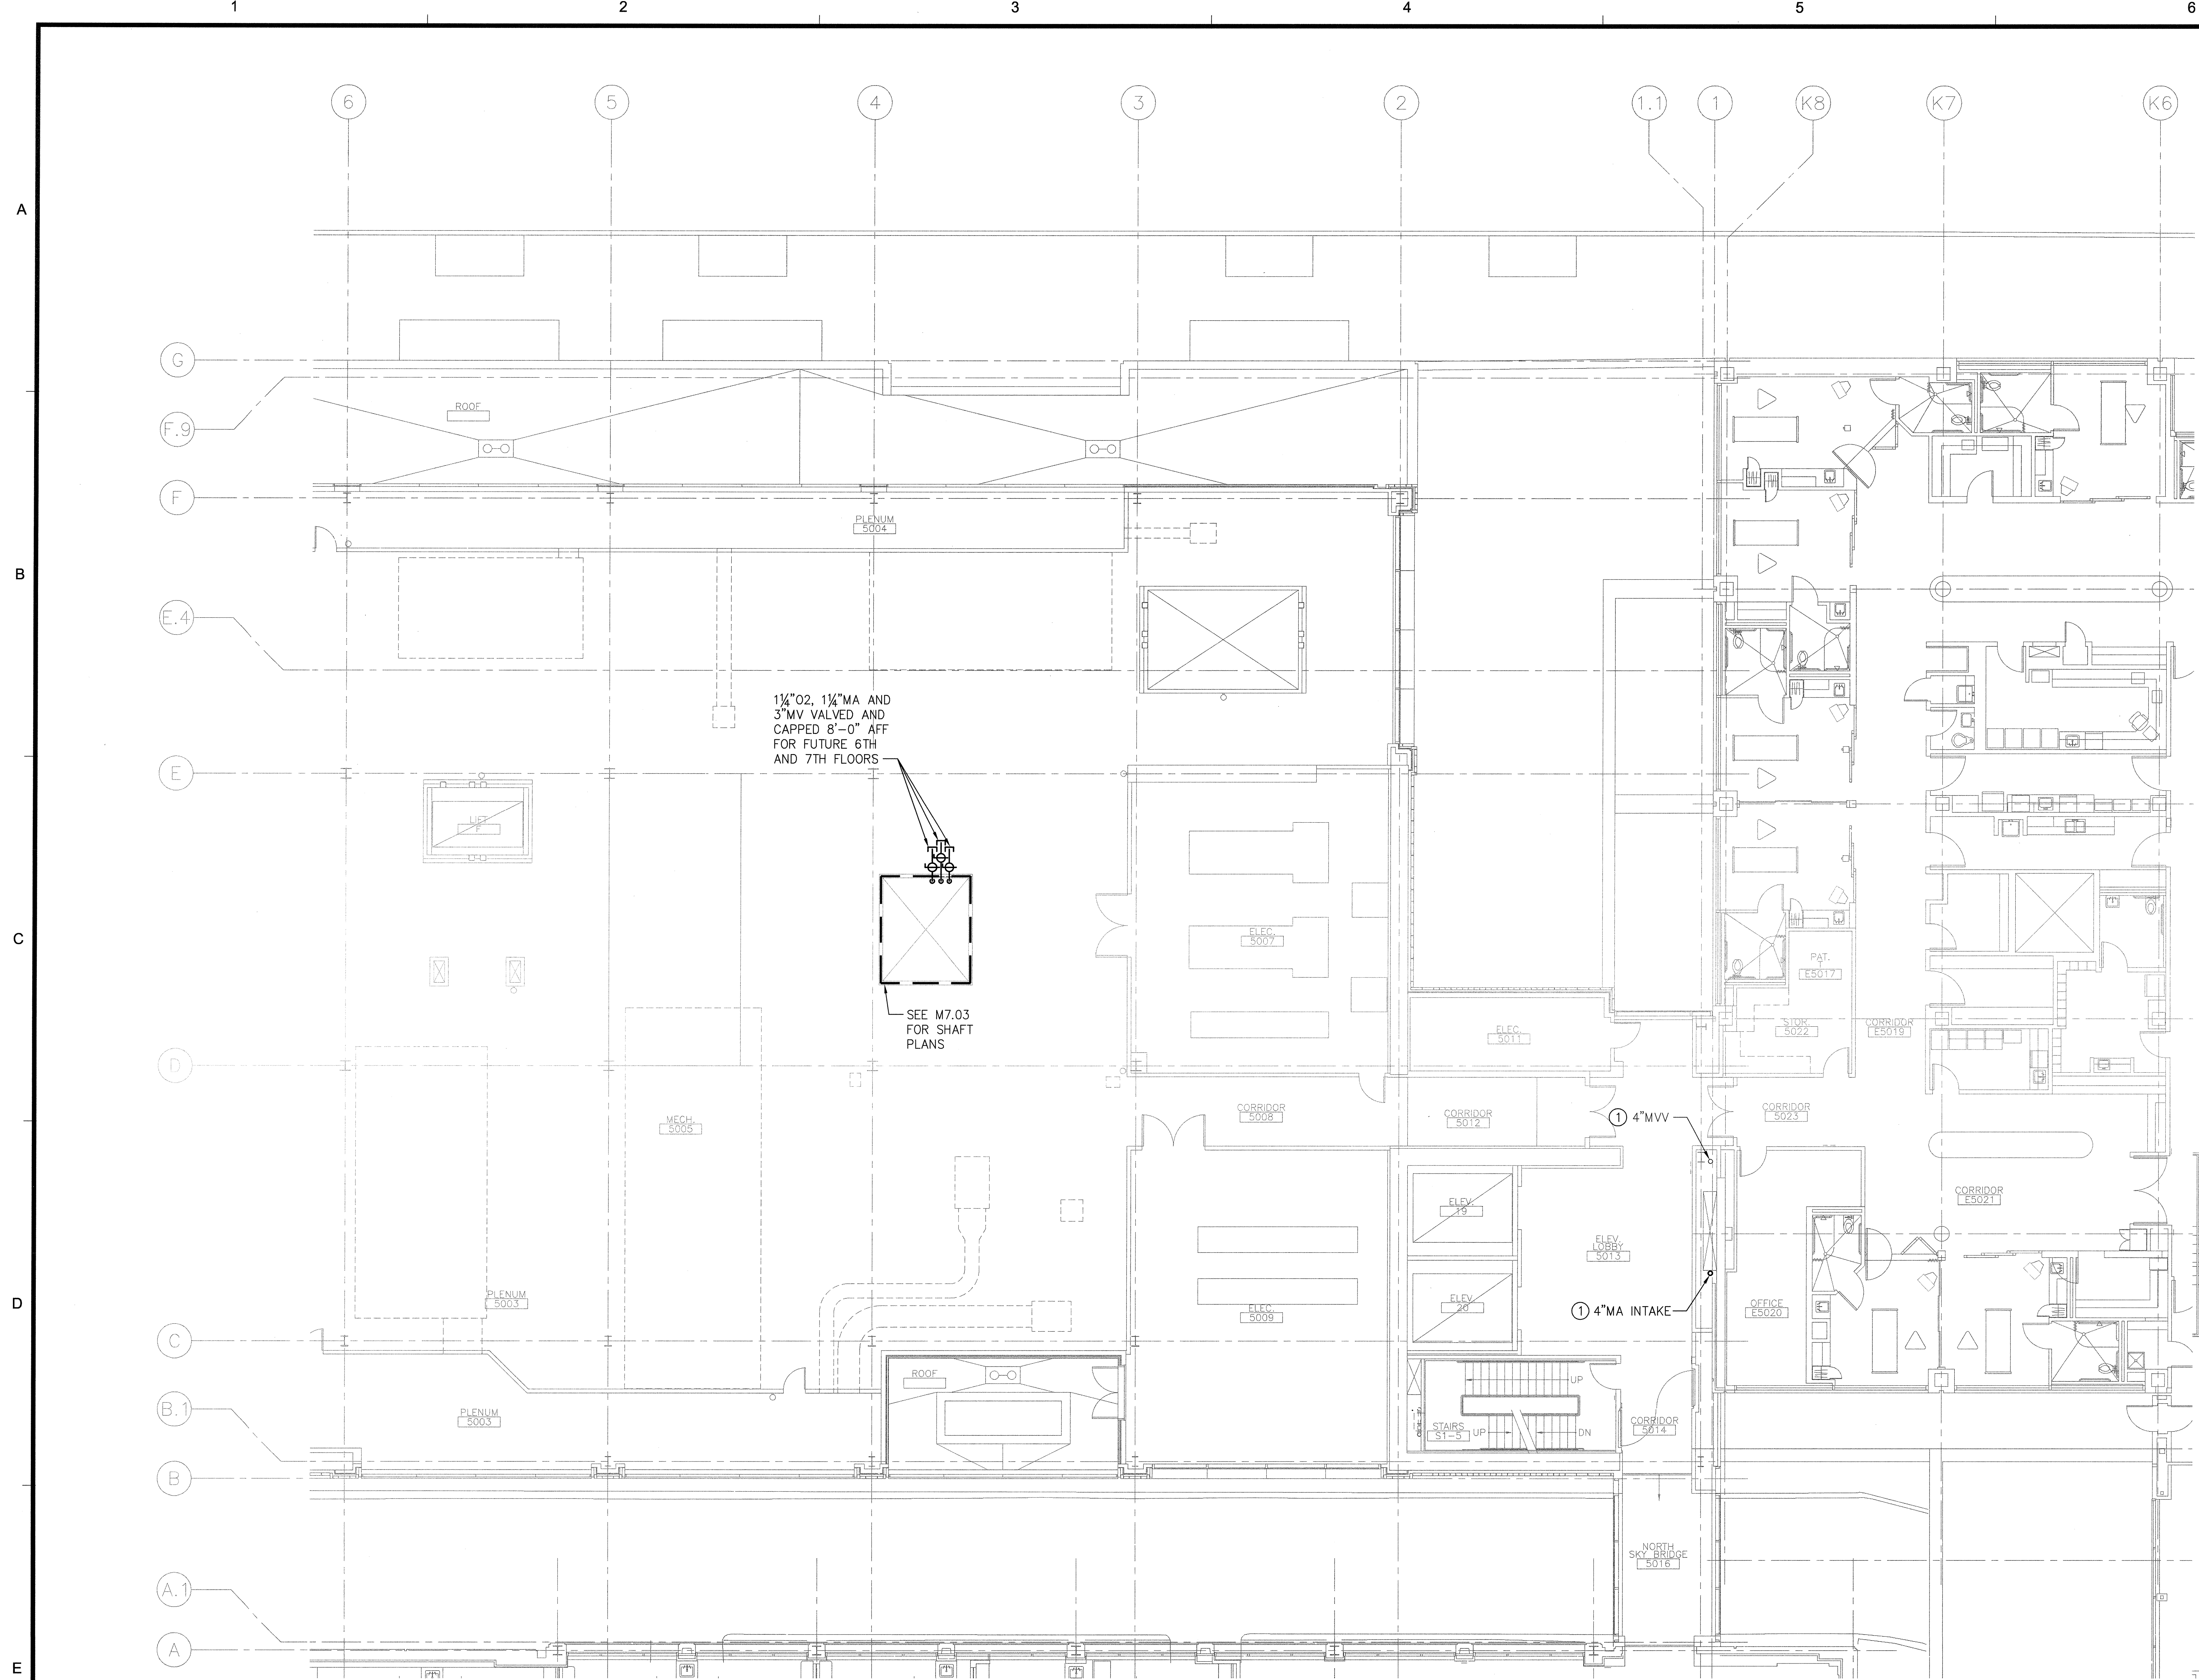 1 2 3 4 5 6
6 5 4 3 2 1.1 1 K8 K7 K6
A
G
ROOF
F.9
F
PLENUM
5004
B
E.4
1¼"O2, 1¼"MA AND
3"MV VALVED AND
CAPPED 8'-0" AFF
FOR FUTURE 6TH
AND 7TH FLOORS
E
LIFT
F
C
ELEC.
5007
PAT.
T
E5017
SEE M7.03
FOR SHAFT
PLANS
ELEC.
5011
STOR.
5022
CORRIDOR
E5019
D
MECH.
5005
CORRIDOR
5008
CORRIDOR
5012
1 4"MVV
CORRIDOR
5023
CORRIDOR
E5021
ELEV.
19
ELEV.
LOBBY
5013
D
PLENUM
5003
ELEC.
5009
ELEV.
20
1 4"MA INTAKE
OFFICE
E5020
C
ROOF
UP
B.1
PLENUM
5003
STAIRS
S1-5
UP
DN
CORRIDOR
5014
B
NORTH
SKY BRIDGE
5016
A.1
A
E